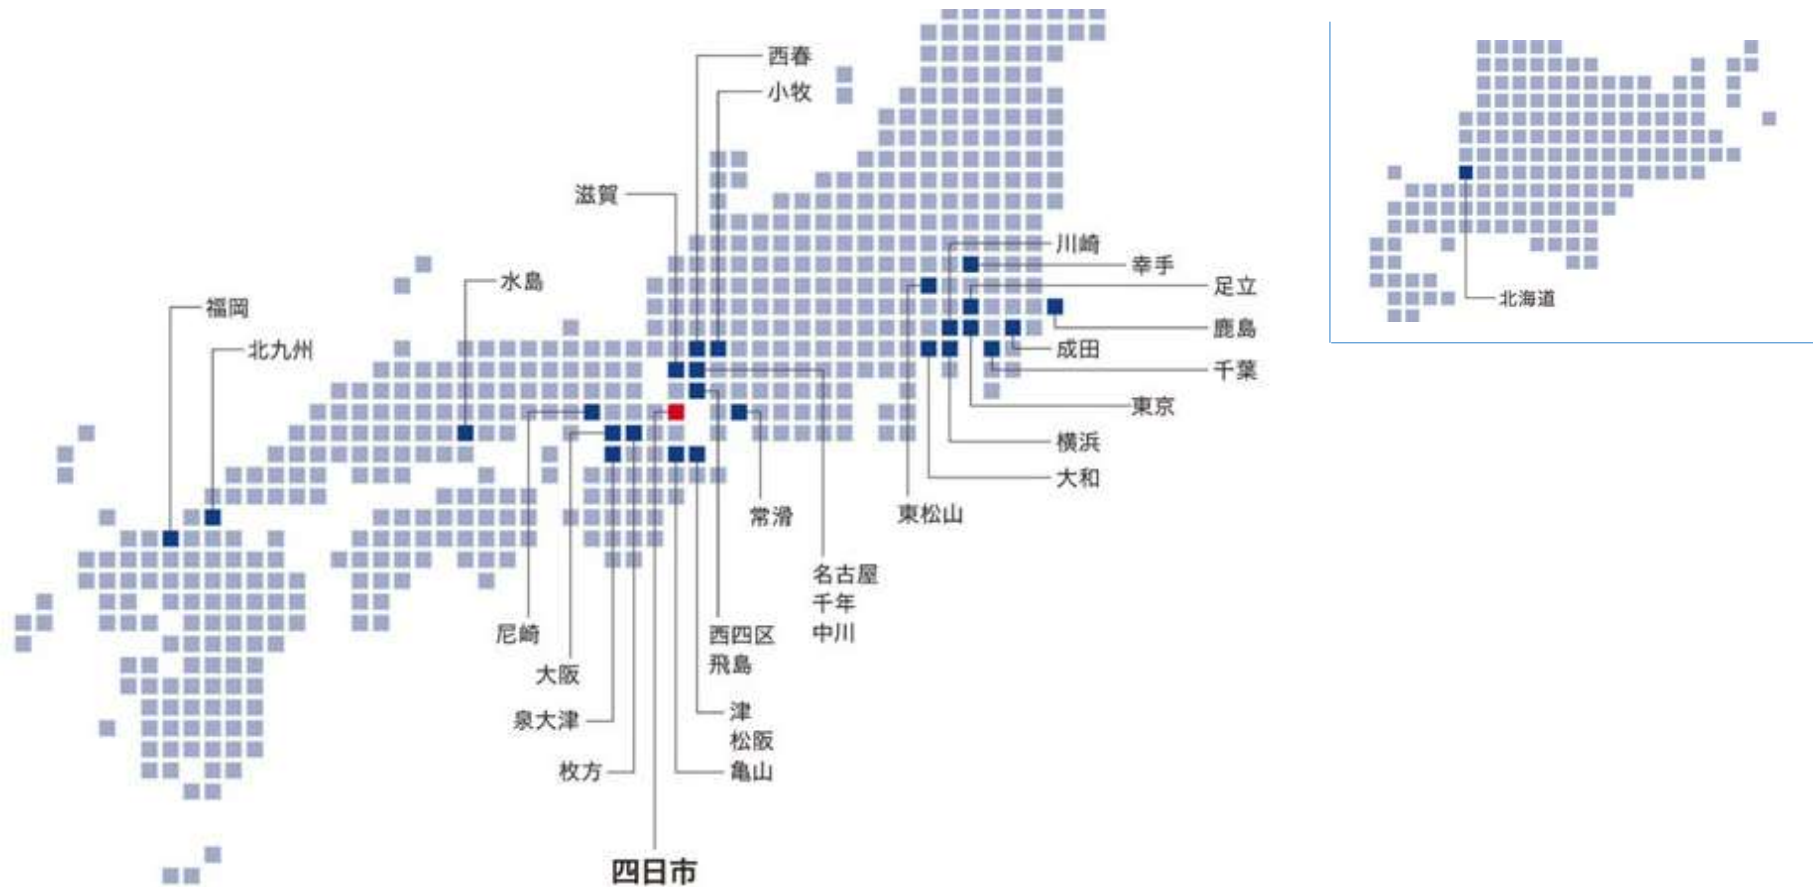 西春
小牧
滋賀
川崎
幸手
水島
足立
福岡
鹿島
北海道
北九州
成田
千葉
東京
横浜
大和
常滑
東松山
名古屋
千年
中川
尼崎
西四区
飛島
大阪
津
泉大津
松阪
枚方
亀山
四日市